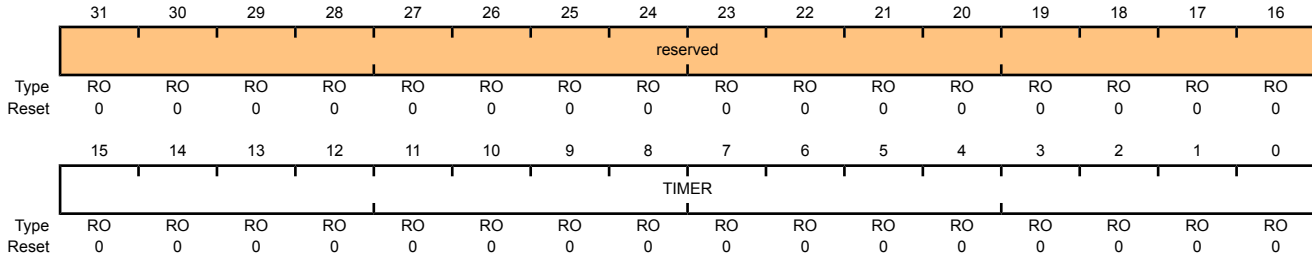 31 30 29 28 27 26 25 24 23 22 21 20 19 18 17 16
reserved
Type RO RO RO RO RO RO RO RO RO RO RO RO RO RO RO RO
Reset 0 0 0 0 0 0 0 0 0 0 0 0 0 0 0 0
15 14 13 12 11 10 9 8 7 6 5 4 3 2 1 0
TIMER
Type RO RO RO RO RO RO RO RO RO RO RO RO RO RO RO RO
Reset 0 0 0 0 0 0 0 0 0 0 0 0 0 0 0 0